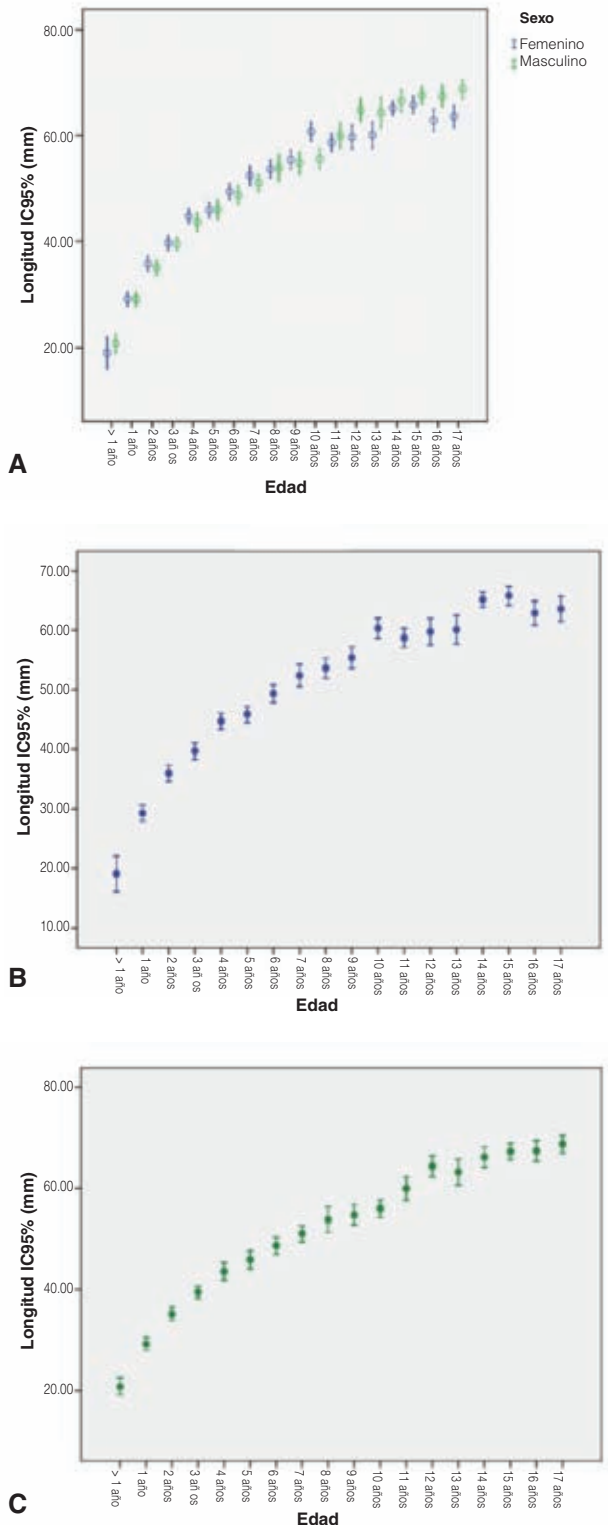 Sexo
Femenino
Masculino
80.00
60.00
40.00
20.00
Longitud IC95% (mm)
> 1 año
1 año
2 años
3 añ os
4 años
5 años
6 años
7 años
8 años
9 años
10 años
11 años
12 años
13 años
14 años
15 años
16 años
17 años
A
Edad
70.00
60.00
50.00
40.00
30.00
20.00
10.00
Longitud IC95% (mm)
> 1 año
1 año
2 años
3 añ os
4 años
5 años
6 años
7 años
8 años
9 años
10 años
11 años
12 años
13 años
14 años
15 años
16 años
17 años
B
Edad
80.00
60.00
40.00
20.00
Longitud IC95% (mm)
> 1 año
1 año
2 años
3 añ os
4 años
5 años
6 años
7 años
8 años
9 años
10 años
11 años
12 años
13 años
14 años
15 años
16 años
17 años
C
Edad